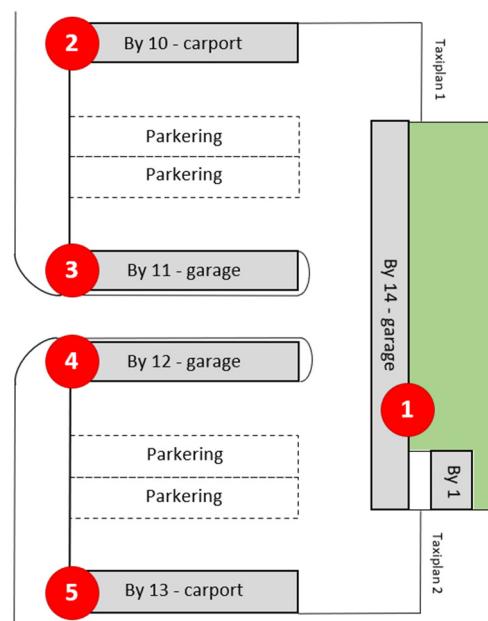 2
By 10 - carport
Taxiplan 1
Parkering
Parkering
3
By 11 - garage
By 14 - garage
4
By 12 - garage
1
Parkering
Parkering
By 1
Taxiplan 2
5
By 13 - carport